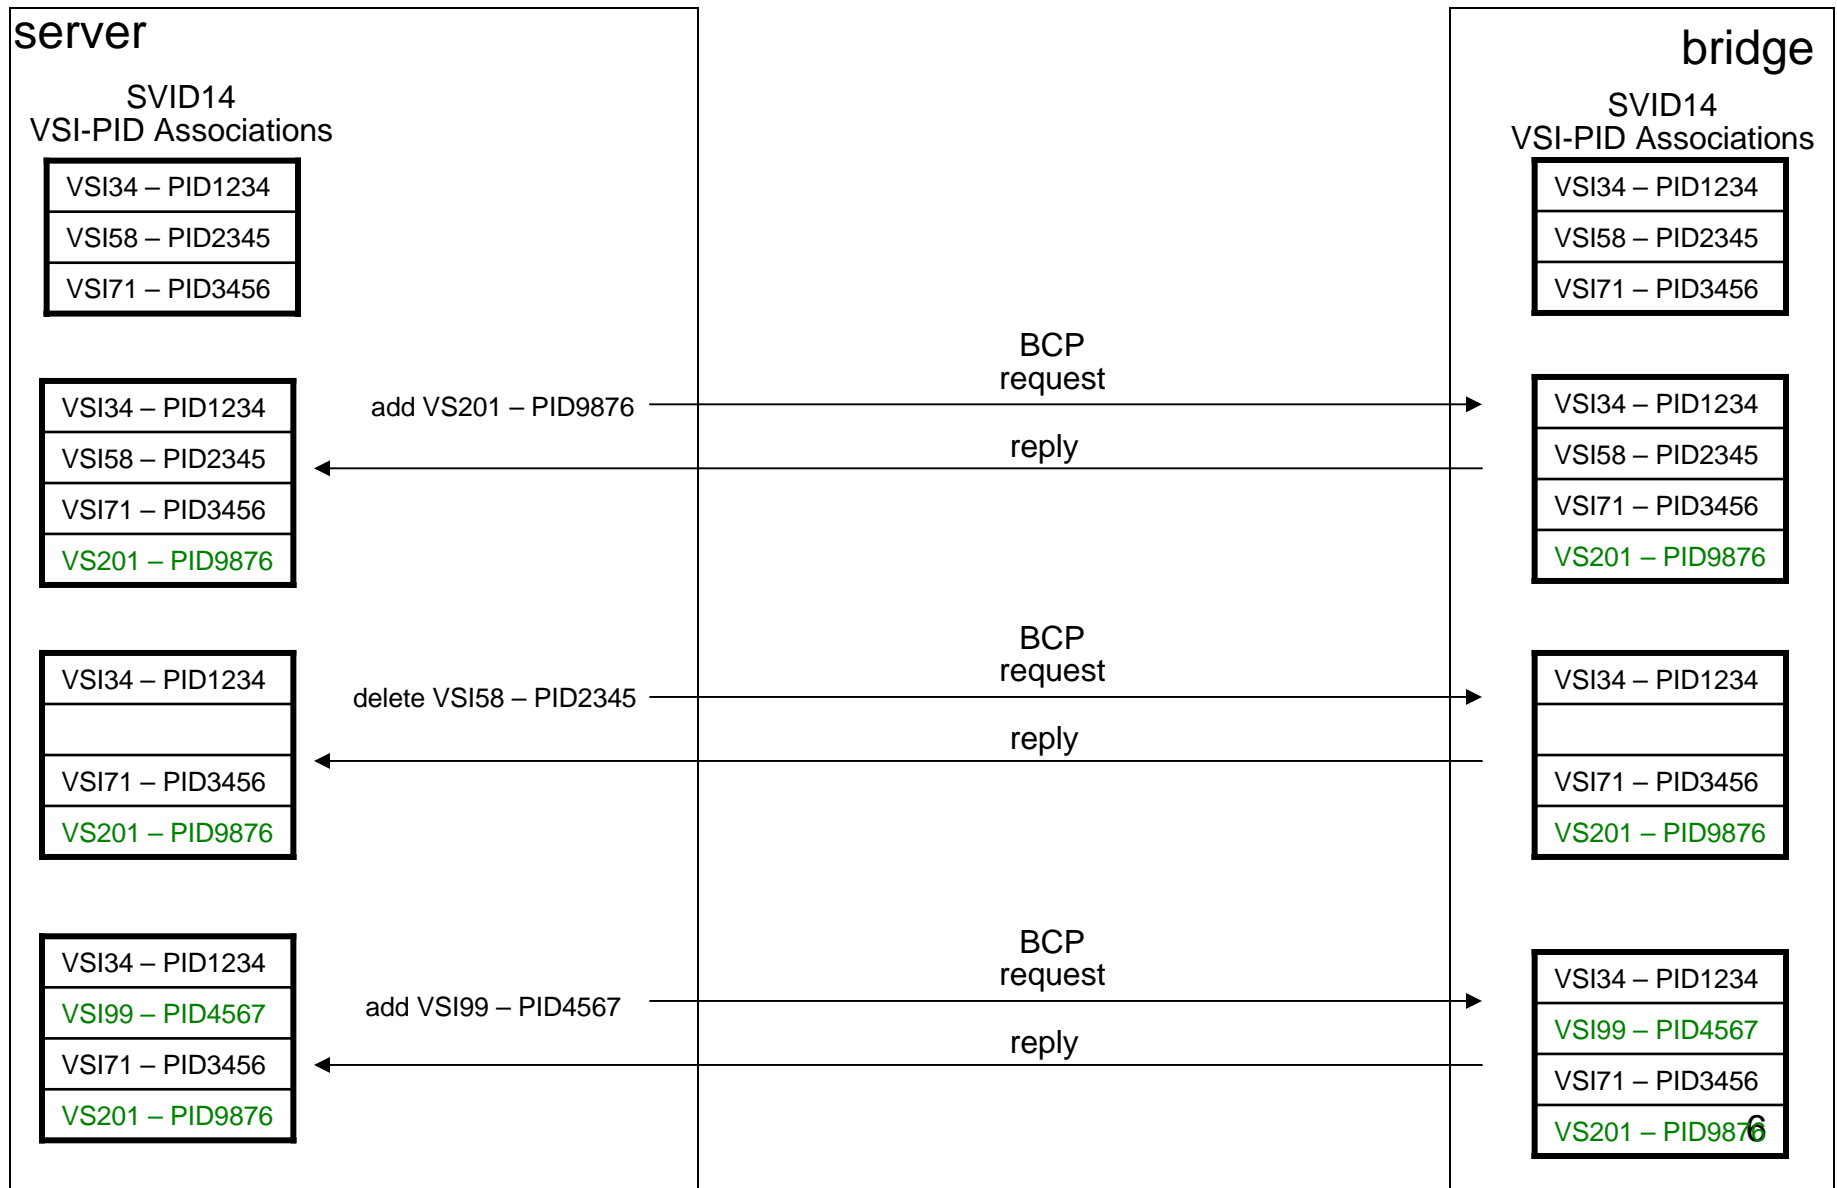 server
bridge
SVID14
VSI-PID Associations
SVID14
VSI-PID Associations
VSI34 – PID1234
VSI58 – PID2345
VSI71 – PID3456
VSI34 – PID1234
VSI58 – PID2345
VSI71 – PID3456
VSI34 – PID1234
VSI58 – PID2345
VSI71 – PID3456
VS201 – PID9876
add VS201 – PID9876
BCP
request
reply
VSI34 – PID1234
VSI58 – PID2345
VSI71 – PID3456
VS201 – PID9876
VSI34 – PID1234
VSI71 – PID3456
VS201 – PID9876
delete VSI58 – PID2345
BCP
request
reply
VSI34 – PID1234
VSI71 – PID3456
VS201 – PID9876
VSI34 – PID1234
VSI99 – PID4567
VSI71 – PID3456
VS201 – PID9876
add VSI99 – PID4567
BCP
request
reply
VSI34 – PID1234
VSI99 – PID4567
VSI71 – PID3456
VS201 – PID9876
6